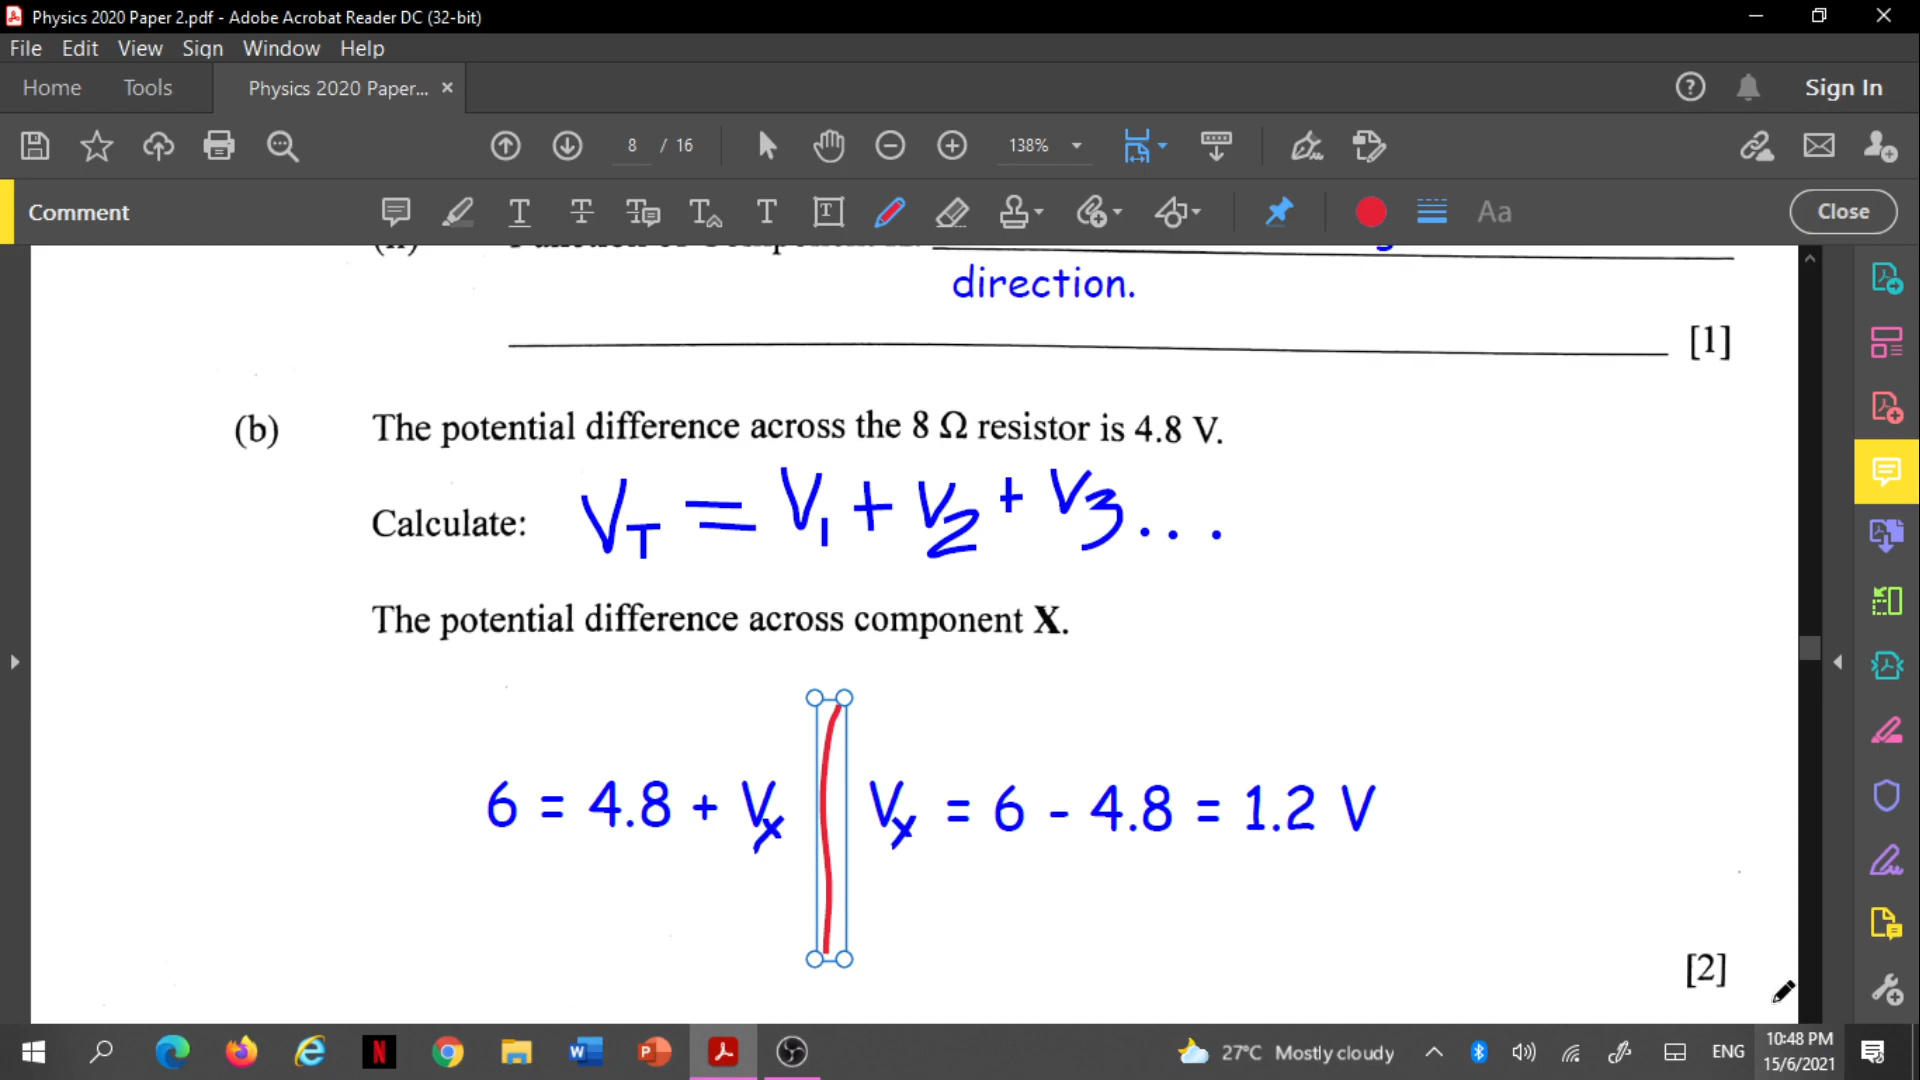 Physics 2020 Paper 2.pdf - Adobe Acrobat Reader DC (32-bit)
File Edit View Sign Window Help
Home Tools Physics 2020 Paper... × Sign In
8 / 16 138%
Comment Close
direction.
[1]
(b) The potential difference across the 8 Ω resistor is 4.8 V.
Calculate: VT = V1 + V2 + V3 ...
The potential difference across component X.
6 = 4.8 + Vx Vx = 6 - 4.8 = 1.2 V
[2]
27°C Mostly cloudy ENG 10:48 PM
15/6/2021